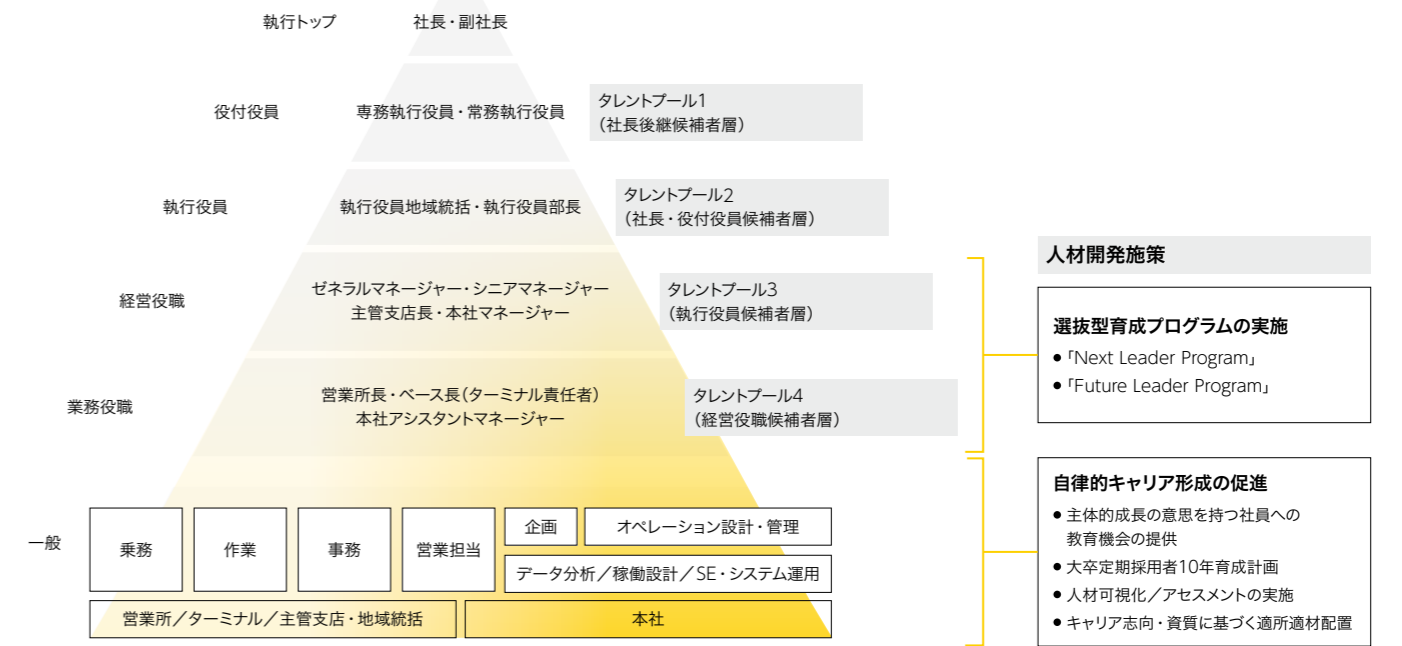 執行トップ
社長・副社長
役付役員
専務執行役員・常務執行役員
タレントプール1
（社長後継候補者層）
執行役員
執行役員地域統括・執行役員部長
タレントプール2
（社長・役付役員候補者層）
経営役職
ゼネラルマネージャー・シニアマネージャー
主管支店長・本社マネージャー
タレントプール3
（執行役員候補者層）
業務役職
営業所長・ベース長（ターミナル責任者）
本社アシスタントマネージャー
タレントプール4
（経営役職候補者層）
一般
乗務
作業
事務
営業担当
企画
オペレーション設計・管理
データ分析／稼働設計／SE・システム運用
営業所／ターミナル／主管支店・地域統括
本社
人材開発施策
選抜型育成プログラムの実施
●「Next Leader Program」
●「Future Leader Program」
自律的キャリア形成の促進
● 主体的成長の意思を持つ社員への
教育機会の提供
● 大卒定期採用者10年育成計画
● 人材可視化／アセスメントの実施
● キャリア志向・資質に基づく適所適材配置